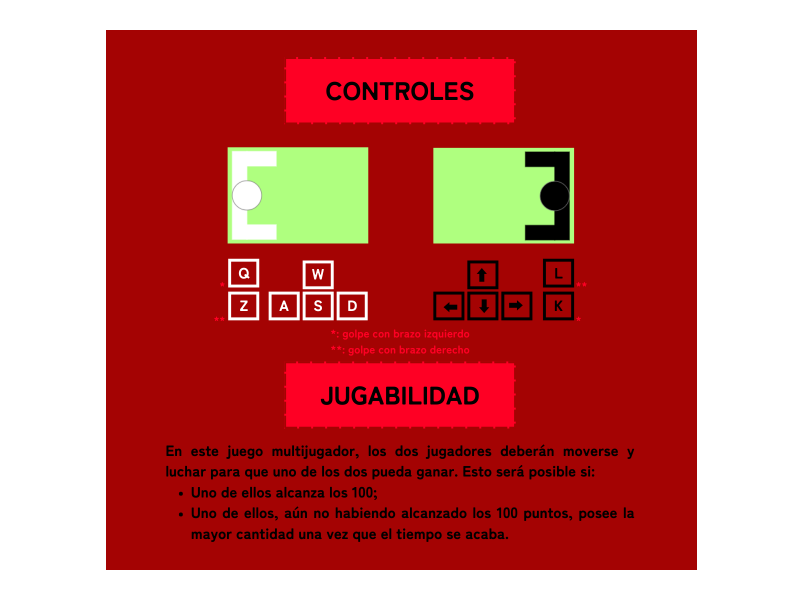 CONTROLES
Q W L
* **
Z A S D K
** *
*: golpe con brazo izquierdo
**: golpe con brazo derecho
JUGABILIDAD
En este juego multijugador, los dos jugadores deberán moverse y
luchar para que uno de los dos pueda ganar. Esto será posible si:
• Uno de ellos alcanza los 100;
• Uno de ellos, aún no habiendo alcanzado los 100 puntos, posee la
mayor cantidad una vez que el tiempo se acaba.